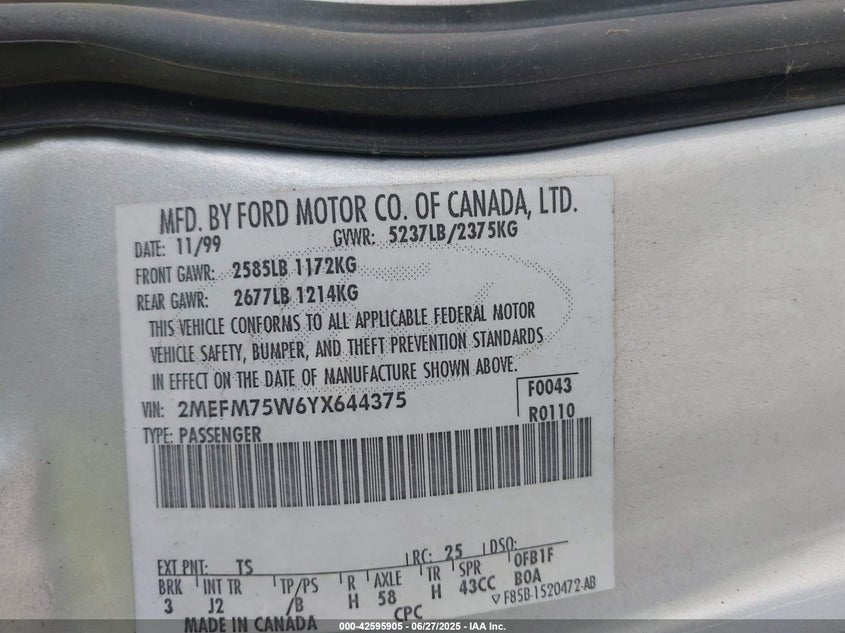 MFD. BY FORD MOTOR CO. OF CANADA, LTD.
DATE: 11/99 GVWR: 5237LB/2375KG
FRONT GAWR: 2585LB 1172KG
REAR GAWR: 2677LB 1214KG
THIS VEHICLE CONFORMS TO ALL APPLICABLE FEDERAL MOTOR
VEHICLE SAFETY, BUMPER, AND THEFT PREVENTION STANDARDS
IN EFFECT ON THE DATE OF MANUFACTURE SHOWN ABOVE.
VIN: 2MEFM75W6YX644375 F0043
R0110
TYPE: PASSENGER
EXT PNT: TS RC: 25 DSO:
BRK INT TR TP/PS R AXLE TR SPR 0FB1F
3 J2 /B H 58 H 43CC B0A
MADE IN CANADA CPC ▽ F85B-1520472-AB
000-42595905 - 06/27/2025 - IAA Inc.